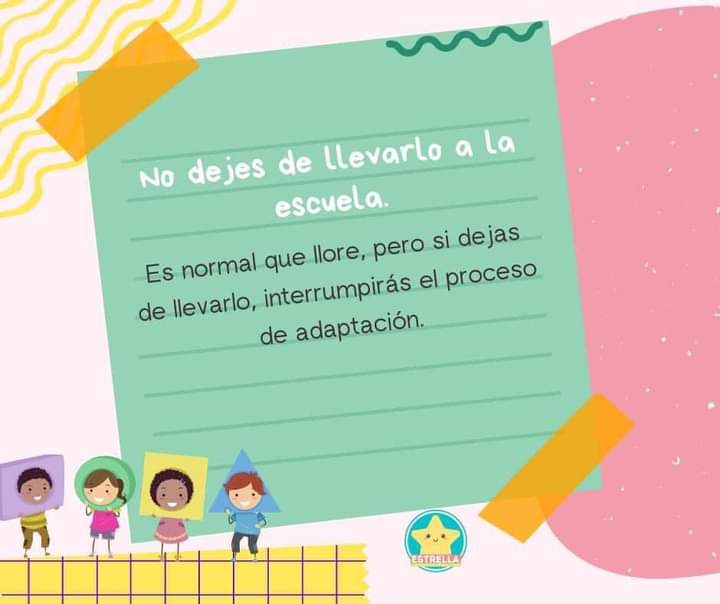 No dejes de llevarlo a la
escuela.
Es normal que llore, pero si dejas
de llevarlo, interrumpirás el proceso
de adaptación.
ESTRELLA